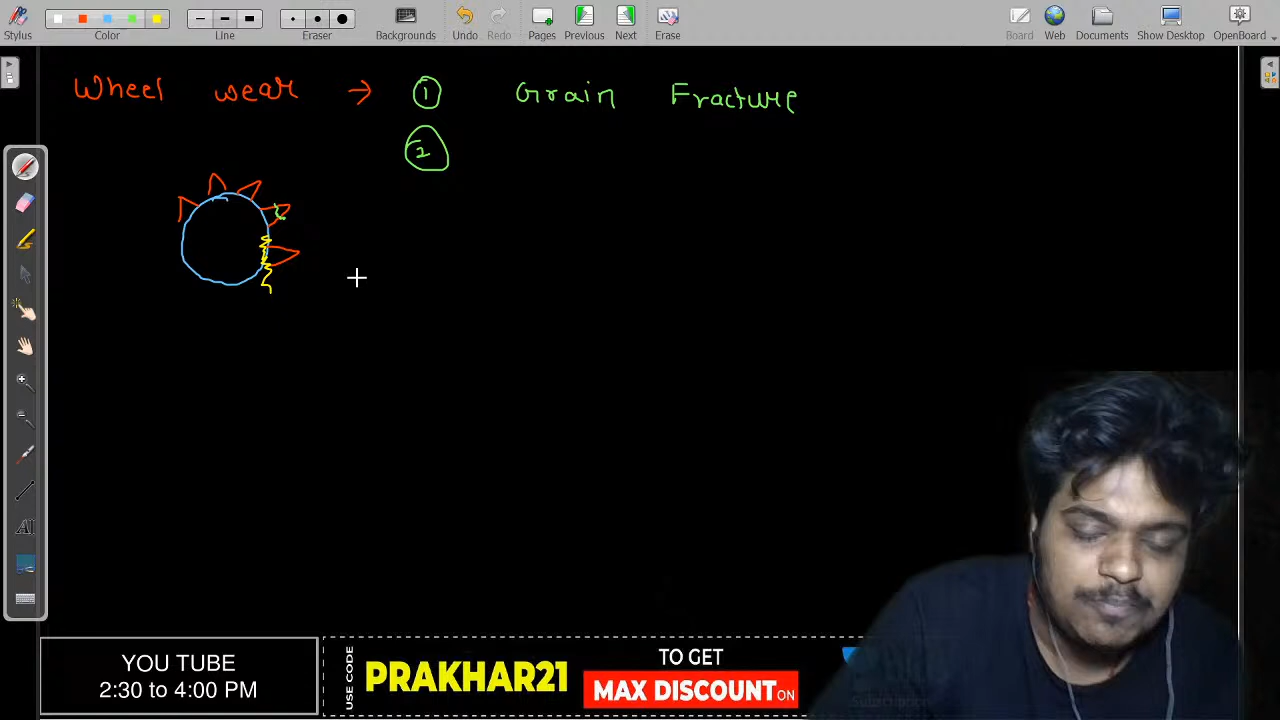 Stylus
Color
Line
Eraser
Backgrounds
Undo
Redo
Pages
Previous
Next
Erase
Board
Web
Documents
Show Desktop
OpenBoard
Wheel wear → ① Grain Fracture
②
AI
YOU TUBE
2:30 to 4:00 PM
USE CODE
PRAKHAR21
TO GET
MAX DISCOUNT ON
Subscription